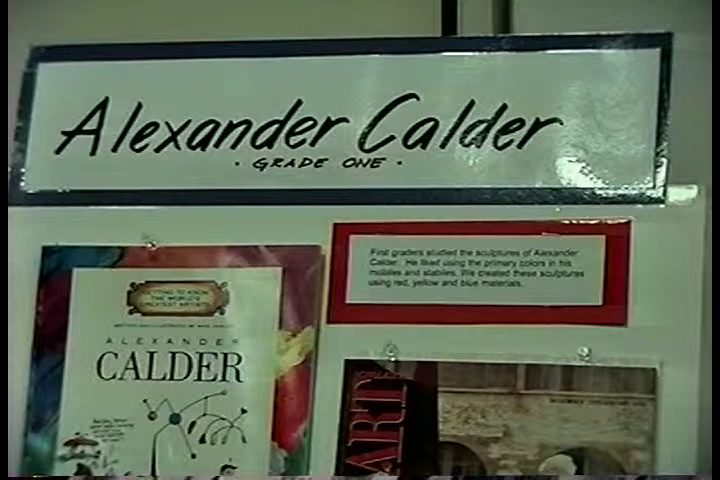 Alexander Calder
· GRADE ONE ·
First graders studied the sculptures of Alexander
Calder. He liked using the primary colors in his
mobiles and stabiles. We created these sculptures
using red, yellow and blue materials.
GETTING TO KNOW
THE WORLD'S
GREATEST ARTISTS
ALEXANDER
CALDER
ART